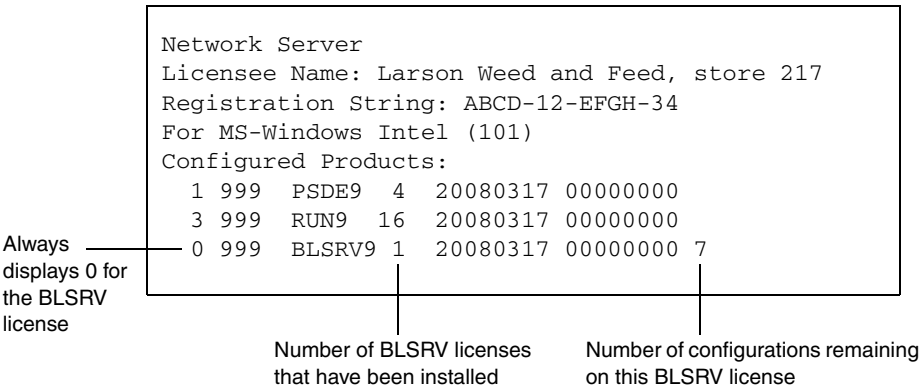 Network Server
Licensee Name: Larson Weed and Feed, store 217
Registration String: ABCD-12-EFGH-34
For MS-Windows Intel (101)
Configured Products:
1 999 PSDE9 4 20080317 00000000
3 999 RUN9 16 20080317 00000000
0 999 BLSRV9 1 20080317 00000000 7
Always
displays 0 for
the BLSRV
license
Number of BLSRV licenses
that have been installed
Number of configurations remaining
on this BLSRV license